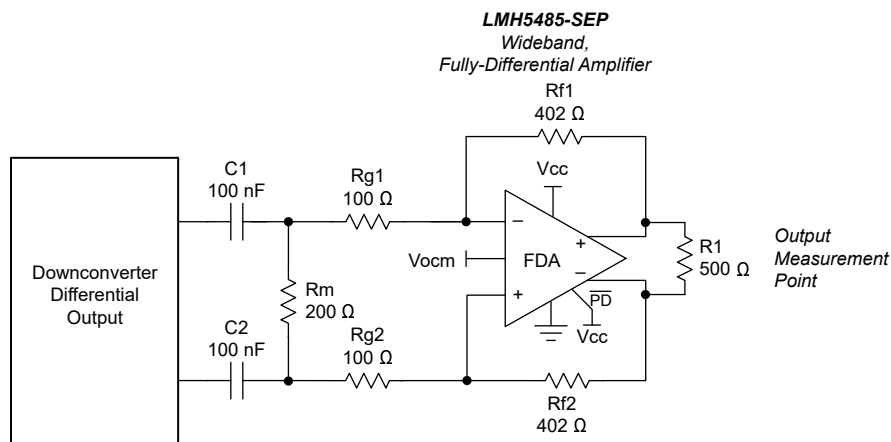 LMH5485-SEP
Wideband,
Fully-Differential Amplifier
Rf1
402 Ω
C1
100 nF
Rg1
100 Ω
Vcc
−
+
Vocm
FDA
R1
500 Ω
Output
Measurement
Point
Downconverter
Differential
Output
Rm
200 Ω
+
−
PD
Vcc
C2
100 nF
Rg2
100 Ω
Rf2
402 Ω